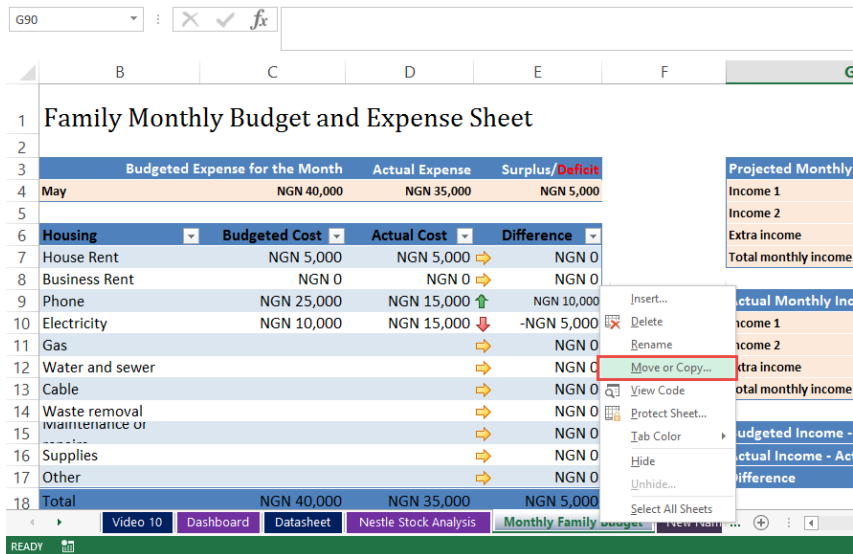 G90
fx
B C D E F G
1 Family Monthly Budget and Expense Sheet
2
3 Budgeted Expense for the Month Actual Expense Surplus/Deficit Projected Monthly
4 May NGN 40,000 NGN 35,000 NGN 5,000 Income 1
5 Income 2
6 Housing Budgeted Cost Actual Cost Difference Extra income
7 House Rent NGN 5,000 NGN 5,000 NGN 0 Total monthly income
8 Business Rent NGN 0 NGN 0 NGN 0
9 Phone NGN 25,000 NGN 15,000 NGN 10,000 Actual Monthly Inc
10 Electricity NGN 10,000 NGN 15,000 -NGN 5,000 ncome 1
11 Gas NGN 0 ncome 2
12 Water and sewer NGN 0 xtra income
13 Cable NGN 0 otal monthly income
14 Waste removal NGN 0
15 Maintenance or NGN 0 udgeted Income -
16 Supplies NGN 0 Actual Income - Act
17 Other NGN 0 ifference
18 Total NGN 40,000 NGN 35,000 NGN 5,000
Insert...
Delete
Rename
Move or Copy...
View Code
Protect Sheet...
Tab Color
Hide
Unhide...
Select All Sheets
Video 10 Dashboard Datasheet Nestle Stock Analysis Monthly Family Budget New Nam ...
READY